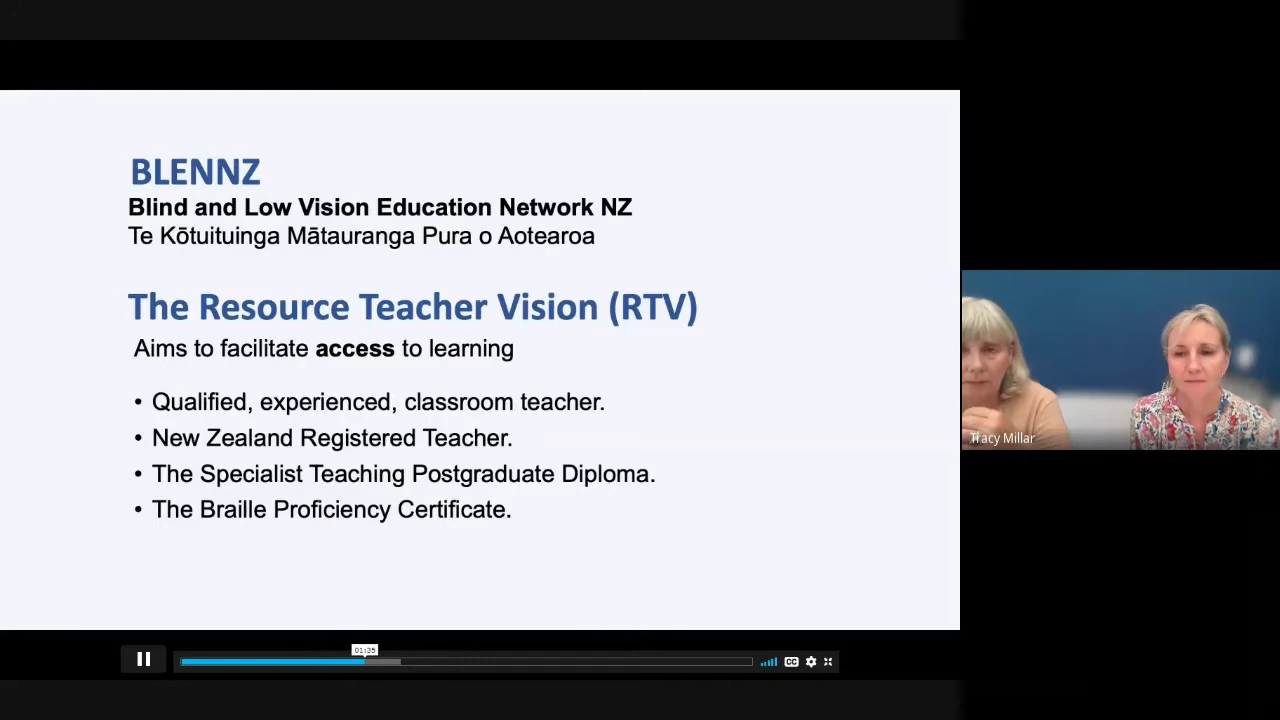 BLENNZ
Blind and Low Vision Education Network NZ
Te Kōtuituinga Mātauranga Pura o Aotearoa
The Resource Teacher Vision (RTV)
Aims to facilitate access to learning
• Qualified, experienced, classroom teacher.
• New Zealand Registered Teacher.
• The Specialist Teaching Postgraduate Diploma.
• The Braille Proficiency Certificate.
Tracy Millar
01:35
CC